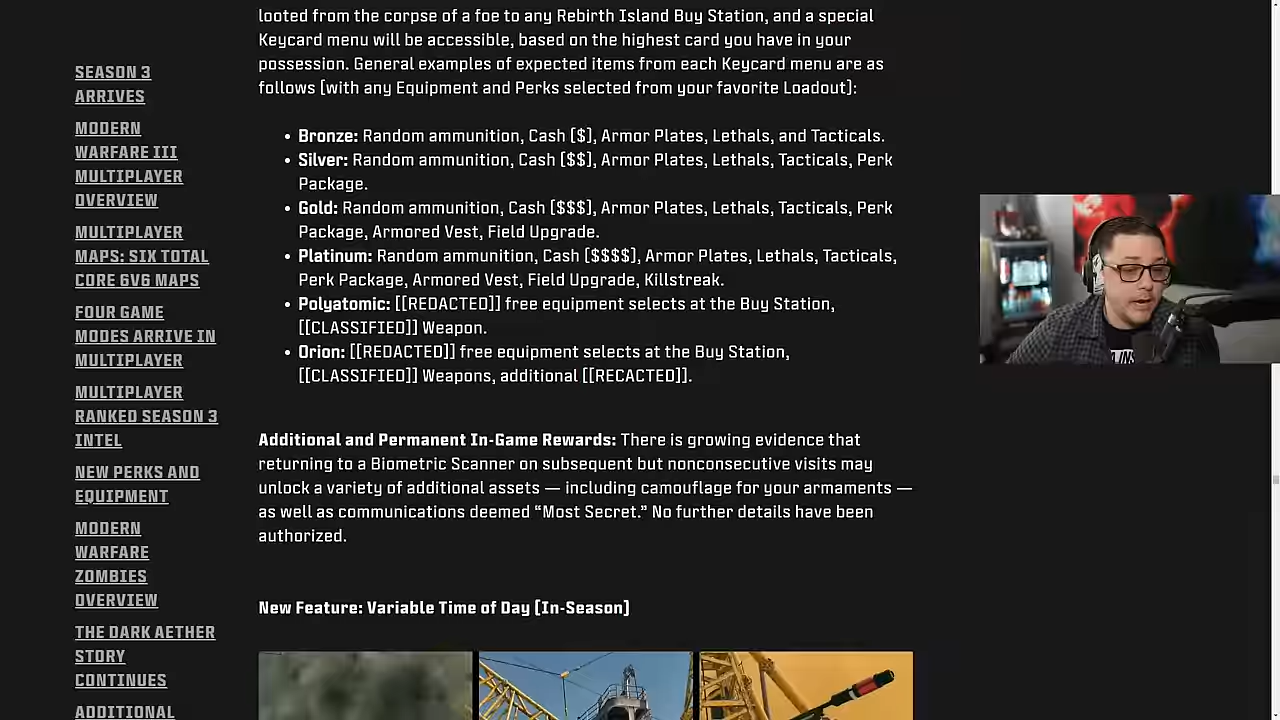 SEASON 3
ARRIVES
MODERN
WARFARE III
MULTIPLAYER
OVERVIEW
MULTIPLAYER
MAPS: SIX TOTAL
CORE 6V6 MAPS
FOUR GAME
MODES ARRIVE IN
MULTIPLAYER
MULTIPLAYER
RANKED SEASON 3
INTEL
NEW PERKS AND
EQUIPMENT
MODERN
WARFARE
ZOMBIES
OVERVIEW
THE DARK AETHER
STORY
CONTINUES
ADDITIONAL
looted from the corpse of a foe to any Rebirth Island Buy Station, and a special
Keycard menu will be accessible, based on the highest card you have in your
possession. General examples of expected items from each Keycard menu are as
follows (with any Equipment and Perks selected from your favorite Loadout):
• Bronze: Random ammunition, Cash ($), Armor Plates, Lethals, and Tacticals.
• Silver: Random ammunition, Cash ($$), Armor Plates, Lethals, Tacticals, Perk
Package.
• Gold: Random ammunition, Cash ($$$), Armor Plates, Lethals, Tacticals, Perk
Package, Armored Vest, Field Upgrade.
• Platinum: Random ammunition, Cash ($$$$), Armor Plates, Lethals, Tacticals,
Perk Package, Armored Vest, Field Upgrade, Killstreak.
• Polyatomic: [[REDACTED]] free equipment selects at the Buy Station,
[[CLASSIFIED]] Weapon.
• Orion: [[REDACTED]] free equipment selects at the Buy Station,
[[CLASSIFIED]] Weapons, additional [[RECACTED]].
Additional and Permanent In-Game Rewards: There is growing evidence that
returning to a Biometric Scanner on subsequent but nonconsecutive visits may
unlock a variety of additional assets — including camouflage for your armaments —
as well as communications deemed “Most Secret.” No further details have been
authorized.
New Feature: Variable Time of Day (In-Season)